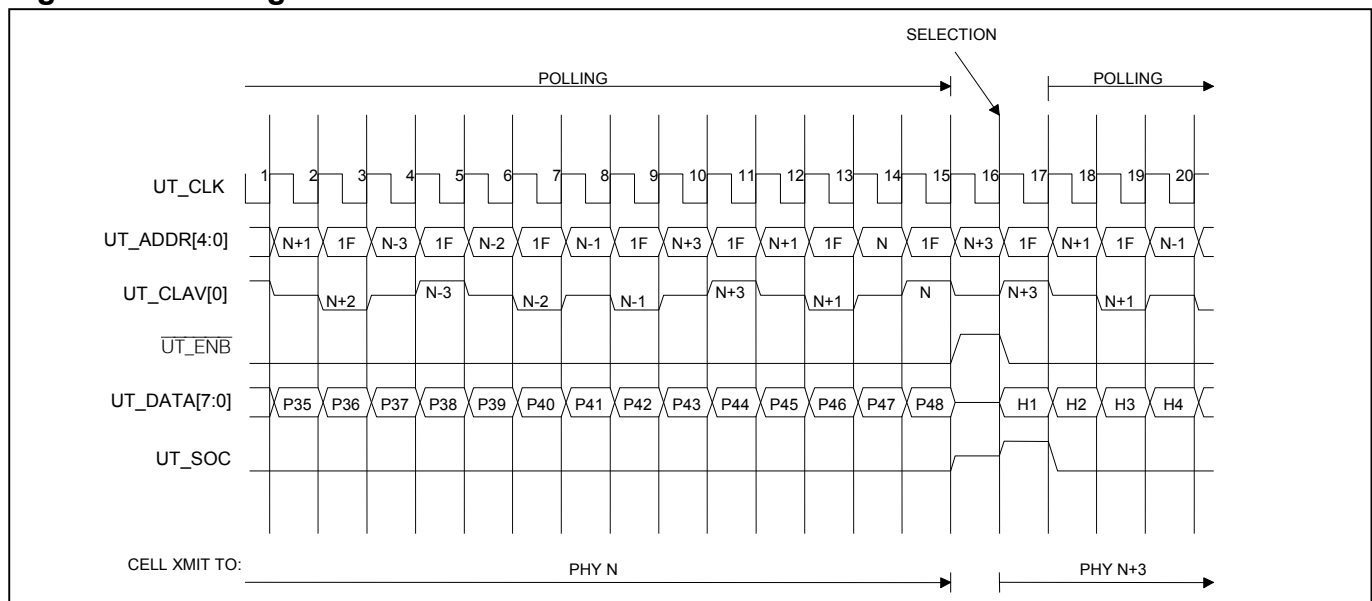 SELECTION
POLLING POLLING
UT_CLK 1 2 3 4 5 6 7 8 9 10 11 12 13 14 15 16 17 18 19 20
UT_ADDR[4:0] N+1 1F N-3 1F N-2 1F N-1 1F N+3 1F N+1 1F N 1F N+3 1F N+1 1F N-1
UT_CLAV[0] N+2 N-3 N-2 N-1 N+3 N+1 N N+3 N+1
UT_ENB
UT_DATA[7:0] P35 P36 P37 P38 P39 P40 P41 P42 P43 P44 P45 P46 P47 P48 H1 H2 H3 H4
UT_SOC
CELL XMIT TO: PHY N PHY N+3